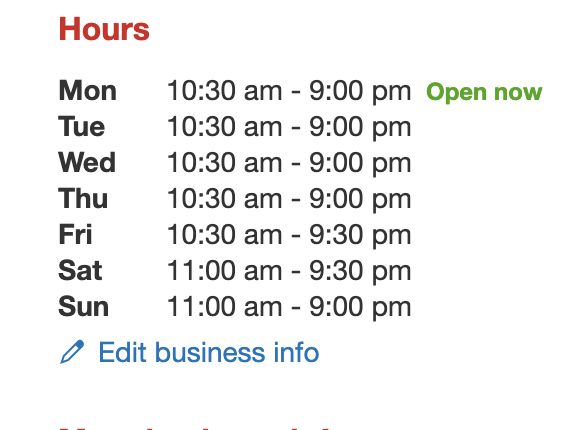 Hours
Mon 10:30 am - 9:00 pm Open now
Tue 10:30 am - 9:00 pm
Wed 10:30 am - 9:00 pm
Thu 10:30 am - 9:00 pm
Fri 10:30 am - 9:30 pm
Sat 11:00 am - 9:30 pm
Sun 11:00 am - 9:00 pm
Edit business info